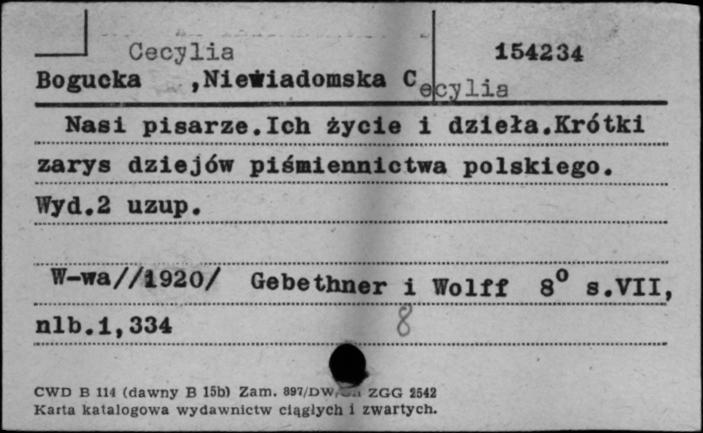 Cecylia 154234
Bogucka ,Niewiadomska Cecylia
Nasi pisarze.Ich życie i dzieła.Krótki
zarys dziejów piśmiennictwa polskiego.
Wyd.2 uzup.
W-wa//1920/ Gebethner i Wolff 8° s.VII,
nlb.1,334
8
CWD B 114 (dawny B 15b) Zam. 897/DW ZGG 2542
Karta katalogowa wydawnictw ciągłych i zwartych.